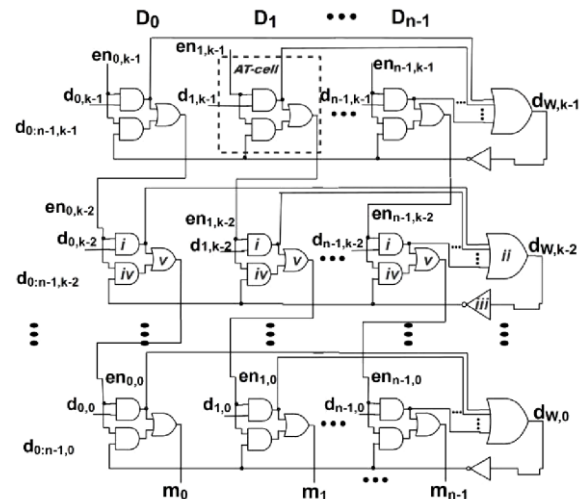 D0 D1 ••• Dn-1
en0,k-1 en1,k-1 AT-cell enn-1,k-1
d0,k-1 d1,k-1 dn-1,k-1 dW,k-1
d0:n-1,k-1
en0,k-2 en1,k-2 enn-1,k-2
d0,k-2 i d1,k-2 i dn-1,k-2 i ii dW,k-2
iv v iv v iv v
d0:n-1,k-2 iii
en0,0 en1,0 enn-1,0
d0,0 d1,0 dn-1,0 dW,0
d0:n-1,0
m0 m1 ••• mn-1